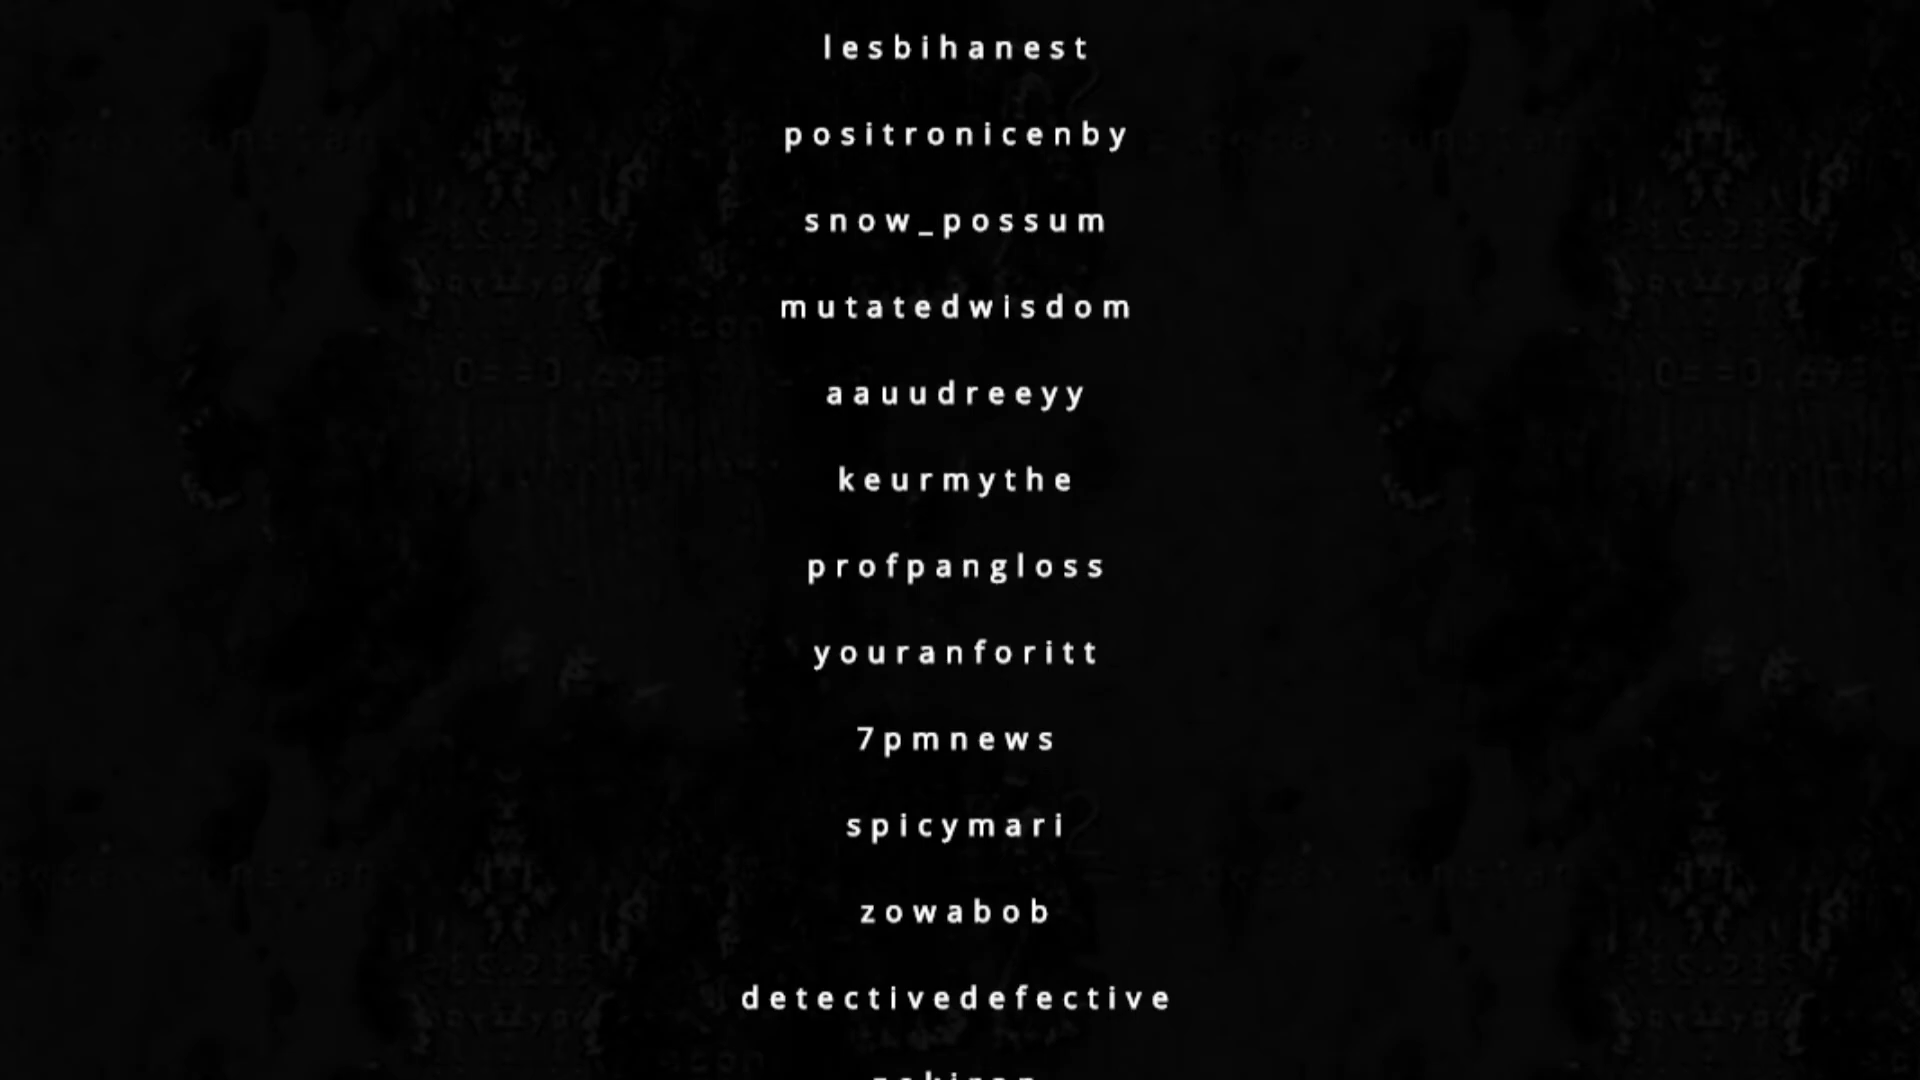 lesbihanest
positronicenby
snow_possum
mutatedwisdom
aauudreeyy
keurmythe
profpangloss
youranforitt
7pmnews
spicymari
zowabob
detectivedefective